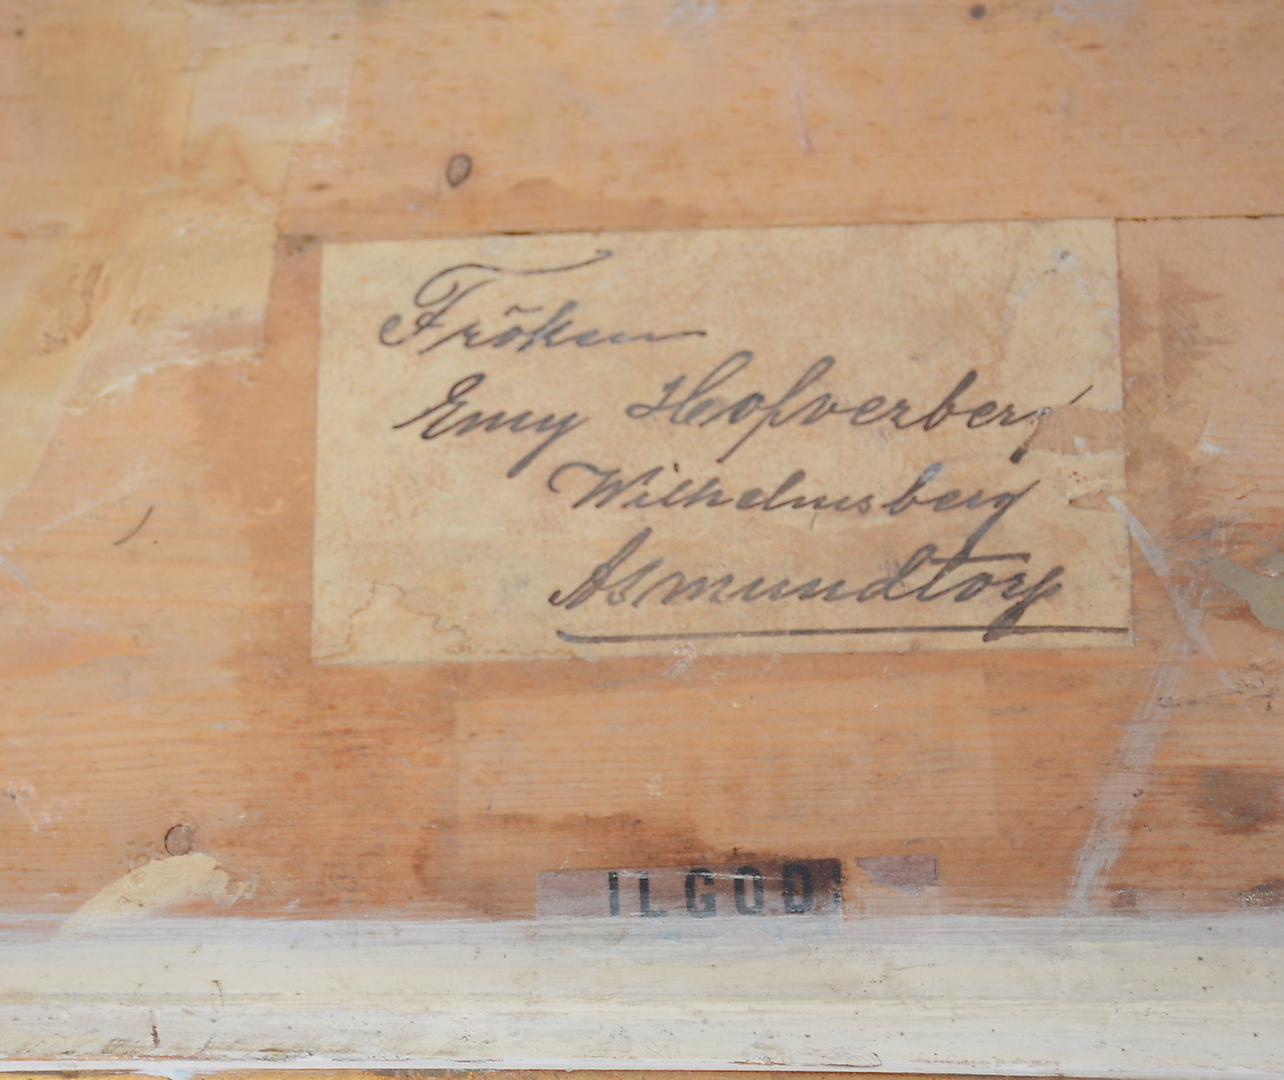 Fröken
Emy Hofverberg
Wilhelmsberg
Asmundtorp
ILGOD